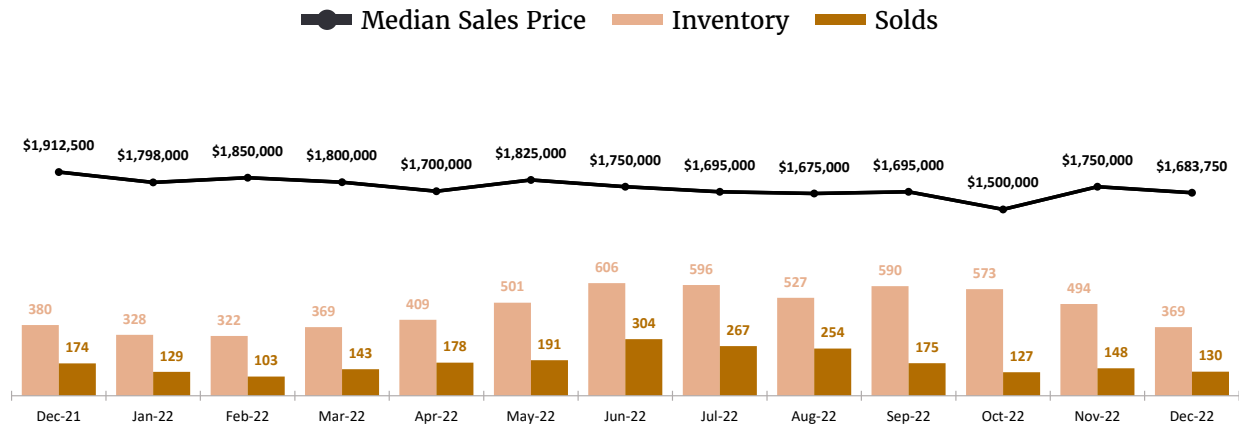 Median Sales Price Inventory Solds
$1,912,500 $1,798,000 $1,850,000 $1,800,000 $1,700,000 $1,825,000 $1,750,000 $1,695,000 $1,675,000 $1,695,000 $1,500,000 $1,750,000 $1,683,750
380 328 322 369 409 501 606 596 527 590 573 494 369
174 129 103 143 178 191 304 267 254 175 127 148 130
Dec-21 Jan-22 Feb-22 Mar-22 Apr-22 May-22 Jun-22 Jul-22 Aug-22 Sep-22 Oct-22 Nov-22 Dec-22